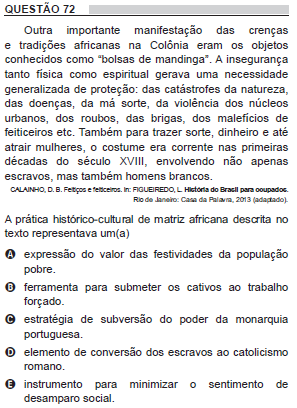 QUESTÃO 72
Outra importante manifestação das crenças
e tradições africanas na Colônia eram os objetos
conhecidos como “bolsas de mandinga”. A insegurança
tanto física como espiritual gerava uma necessidade
generalizada de proteção: das catástrofes da natureza,
das doenças, da má sorte, da violência dos núcleos
urbanos, dos roubos, das brigas, dos malefícios de
feiticeiros etc. Também para trazer sorte, dinheiro e até
atrair mulheres, o costume era corrente nas primeiras
décadas do século XVIII, envolvendo não apenas
escravos, mas também homens brancos.
CALAINHO, D. B. Feitiços e feiticeiros. In: FIGUEIREDO, L. História do Brasil para ocupados.
Rio de Janeiro: Casa da Palavra, 2013 (adaptado).
A prática histórico-cultural de matriz africana descrita no
texto representava um(a)
A expressão do valor das festividades da população
pobre.
B ferramenta para submeter os cativos ao trabalho
forçado.
C estratégia de subversão do poder da monarquia
portuguesa.
D elemento de conversão dos escravos ao catolicismo
romano.
E instrumento para minimizar o sentimento de
desamparo social.